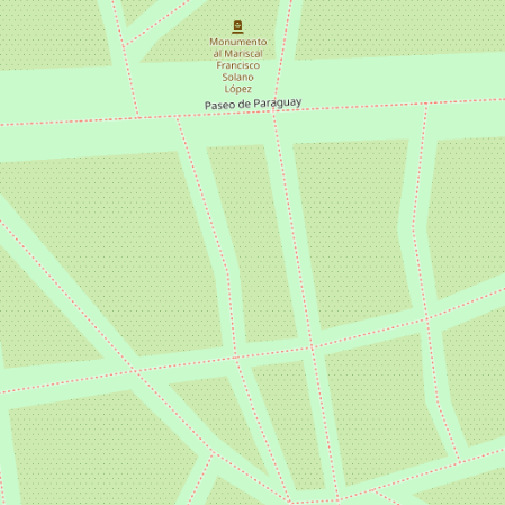 Monumento
al Mariscal
Francisco
Solano
López
Paseo de Paraguay